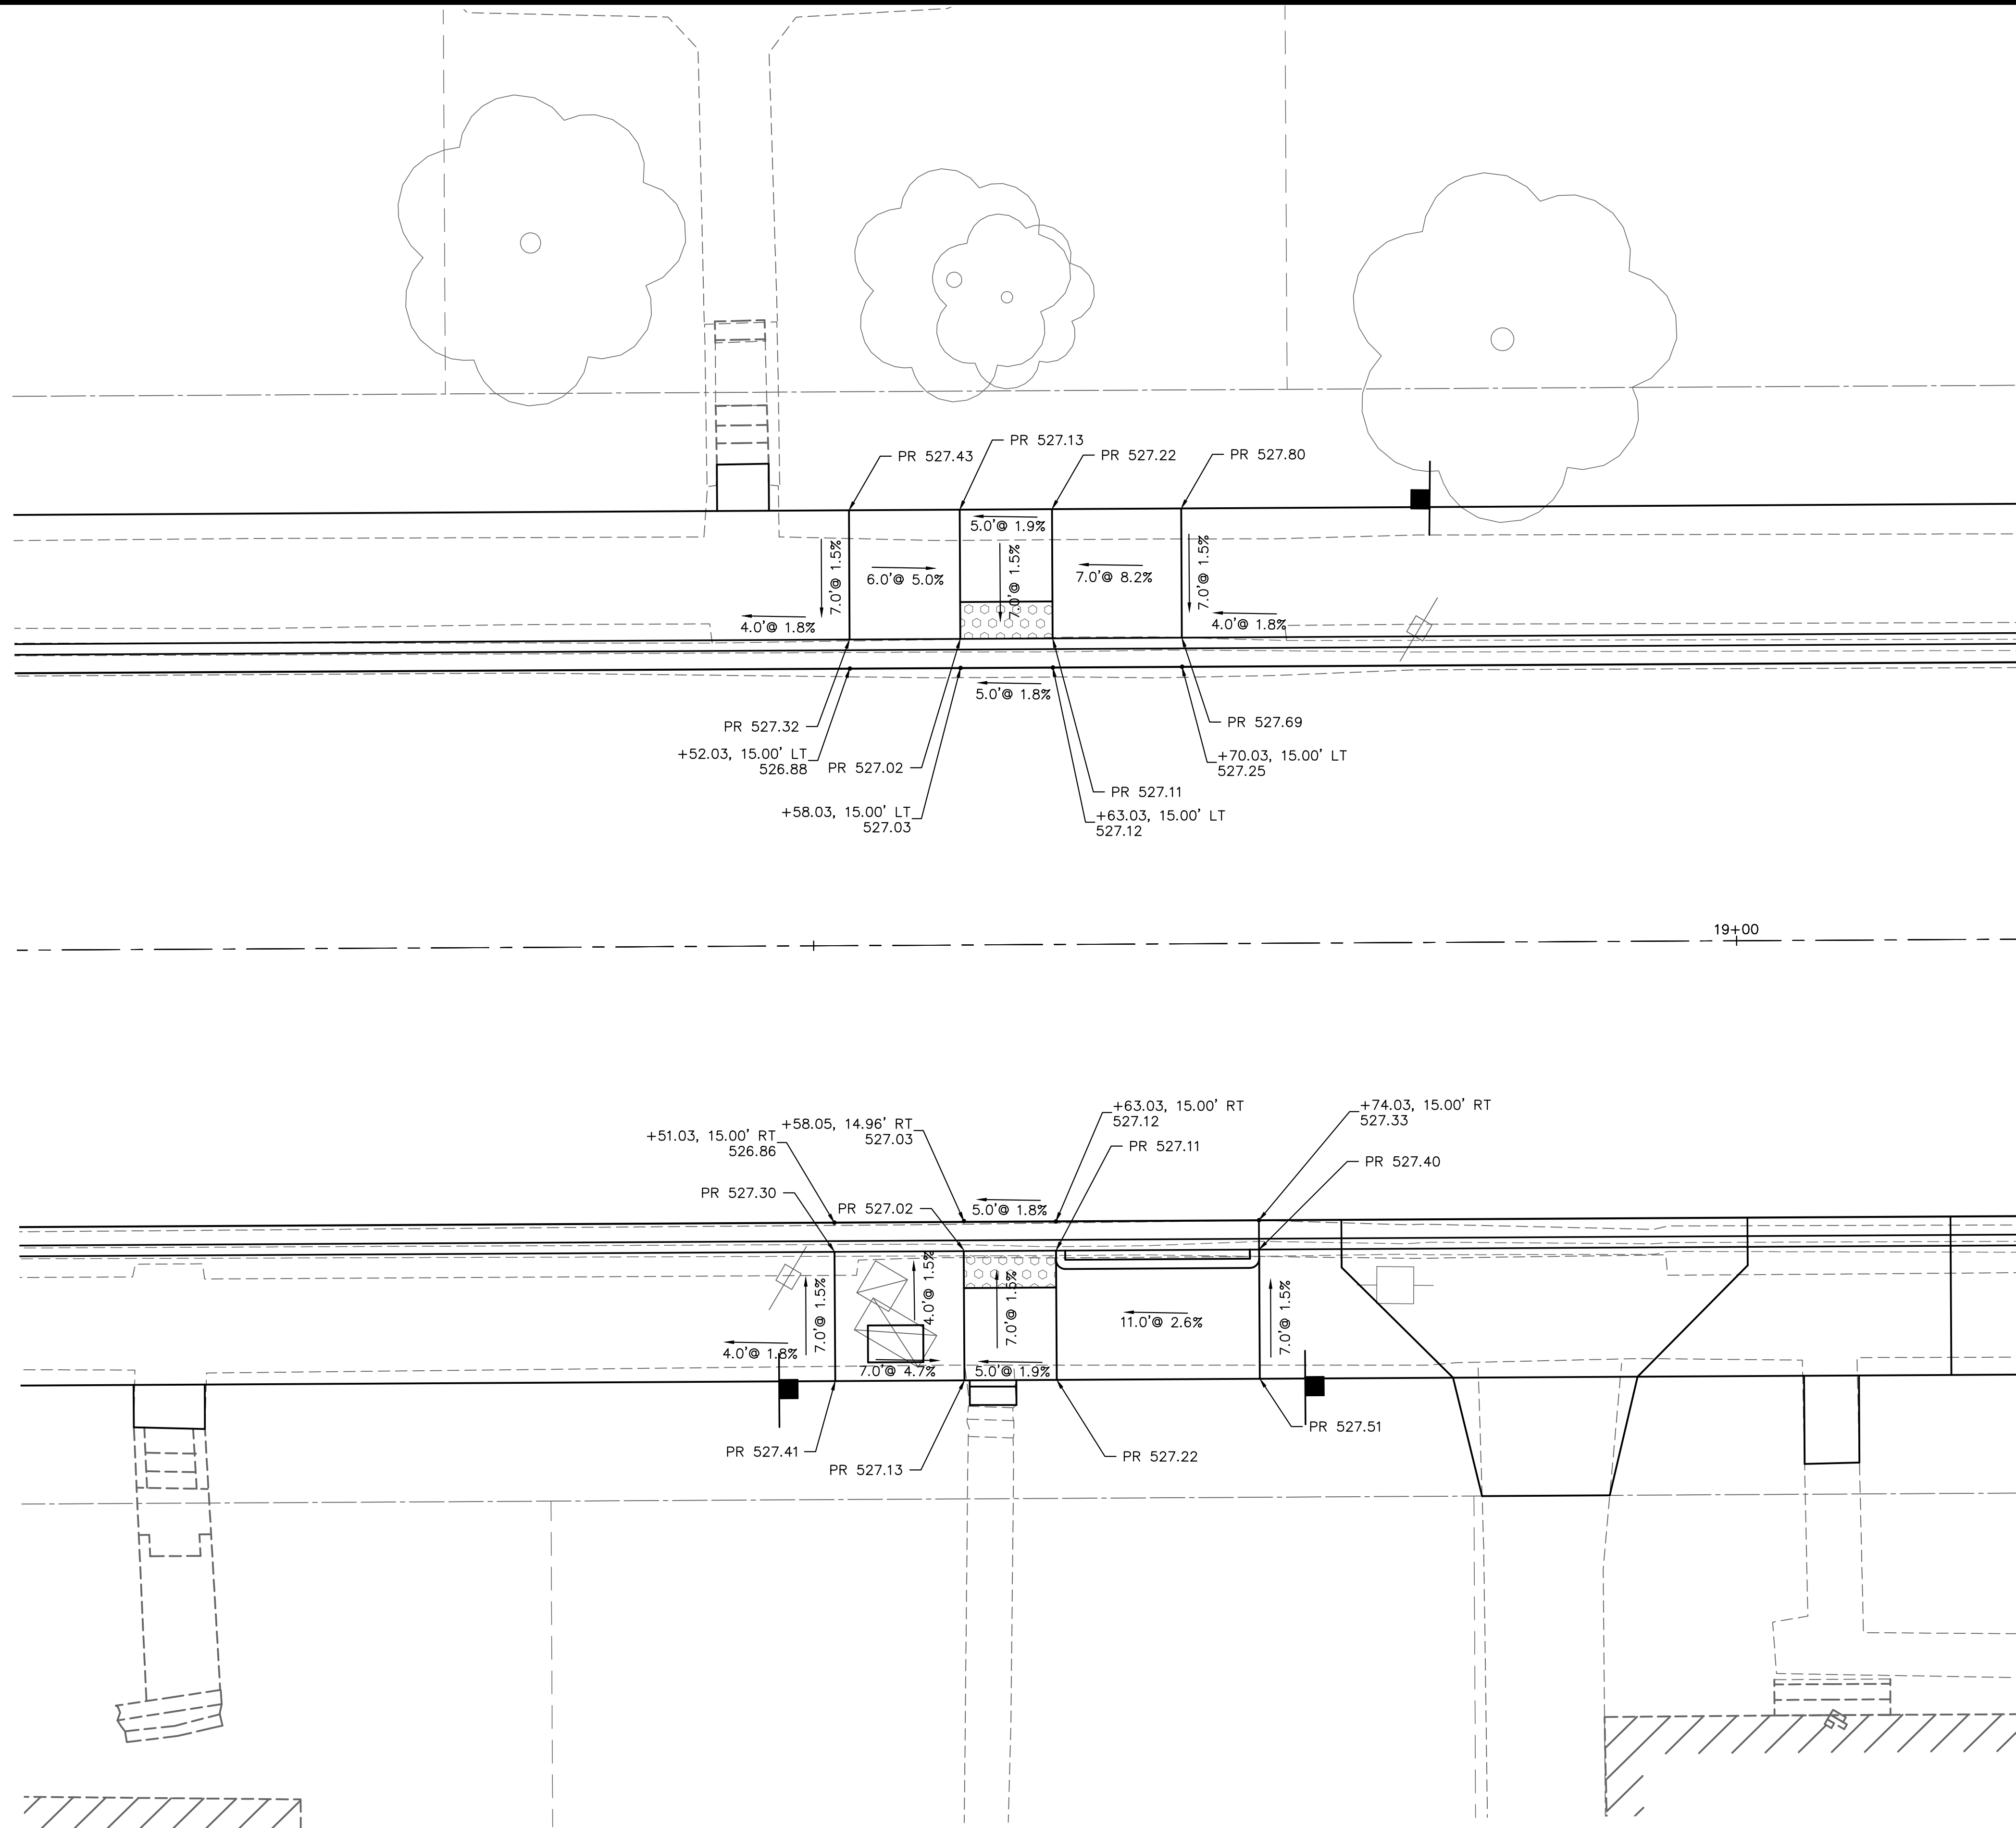 PR 527.13
PR 527.43
PR 527.22
PR 527.80
5.0'@ 1.9%
7.0'@ 1.5%
6.0'@ 5.0%
7.0'@ 1.5%
7.0'@ 8.2%
7.0'@ 1.5%
4.0'@ 1.8%
4.0'@ 1.8%
5.0'@ 1.8%
PR 527.32
PR 527.69
+52.03, 15.00' LT
526.88
PR 527.02
+70.03, 15.00' LT
527.25
PR 527.11
+58.03, 15.00' LT
527.03
+63.03, 15.00' LT
527.12
19+00
+63.03, 15.00' RT
527.12
+74.03, 15.00' RT
527.33
+58.05, 14.96' RT
527.03
+51.03, 15.00' RT
526.86
PR 527.11
PR 527.40
PR 527.30
PR 527.02
5.0'@ 1.8%
7.0'@ 1.5%
4.0'@ 1.5%
7.0'@ 1.5%
7.0'@ 1.5%
11.0'@ 2.6%
4.0'@ 1.8%
7.0'@ 4.7%
5.0'@ 1.9%
PR 527.51
PR 527.41
PR 527.22
PR 527.13